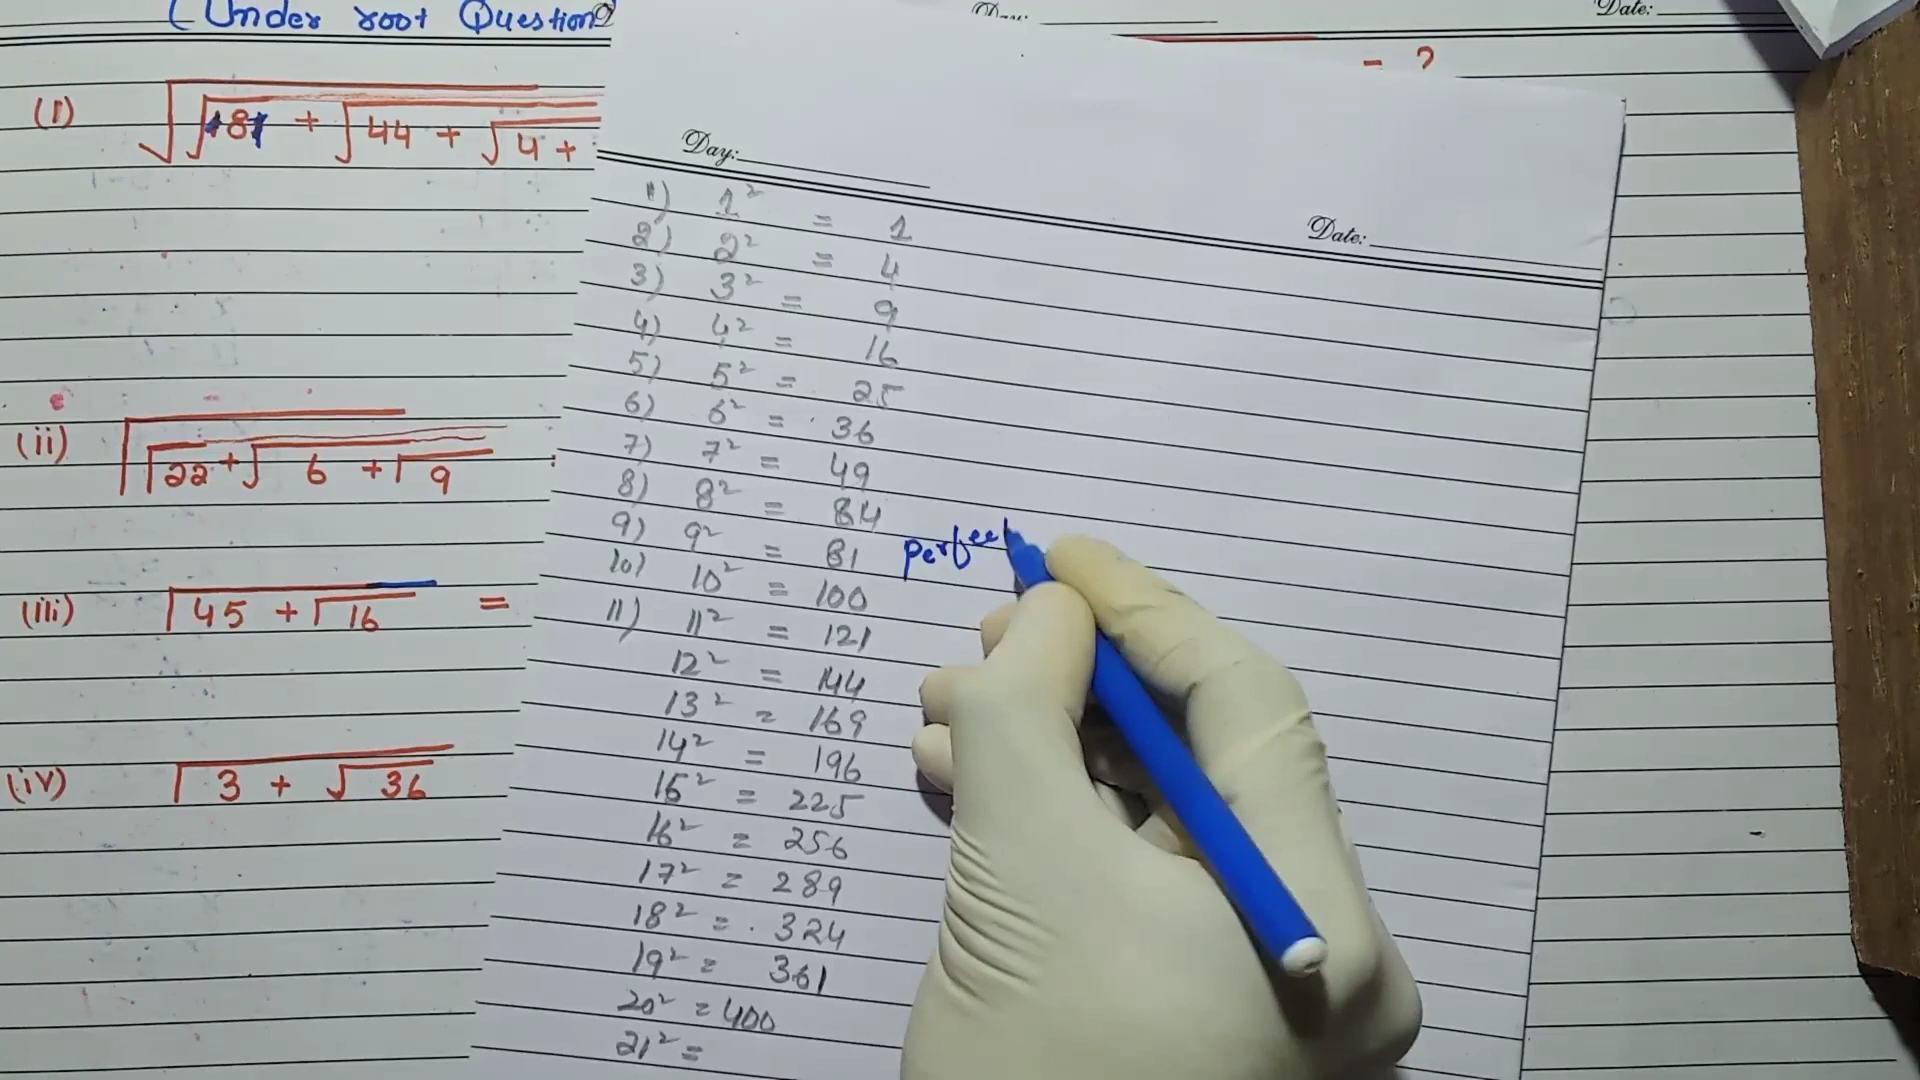 (Under root Question
Day:
Date:
= ?
(i) √√181 + √44 + √4 +
(ii) √√22 + √6 + √9
(iii) √45 + √16 =
(iv) √3 + √36
Day:
Date:
1) 1² = 1
2) 2² = 4
3) 3² = 9
4) 4² = 16
5) 5² = 25
6) 6² = 36
7) 7² = 49
8) 8² = 84
9) 9² = 81
perfect
10) 10² = 100
11) 11² = 121
12² = 144
13² = 169
14² = 196
15² = 225
16² = 256
17² = 289
18² = 324
19² = 361
20² = 400
21² =